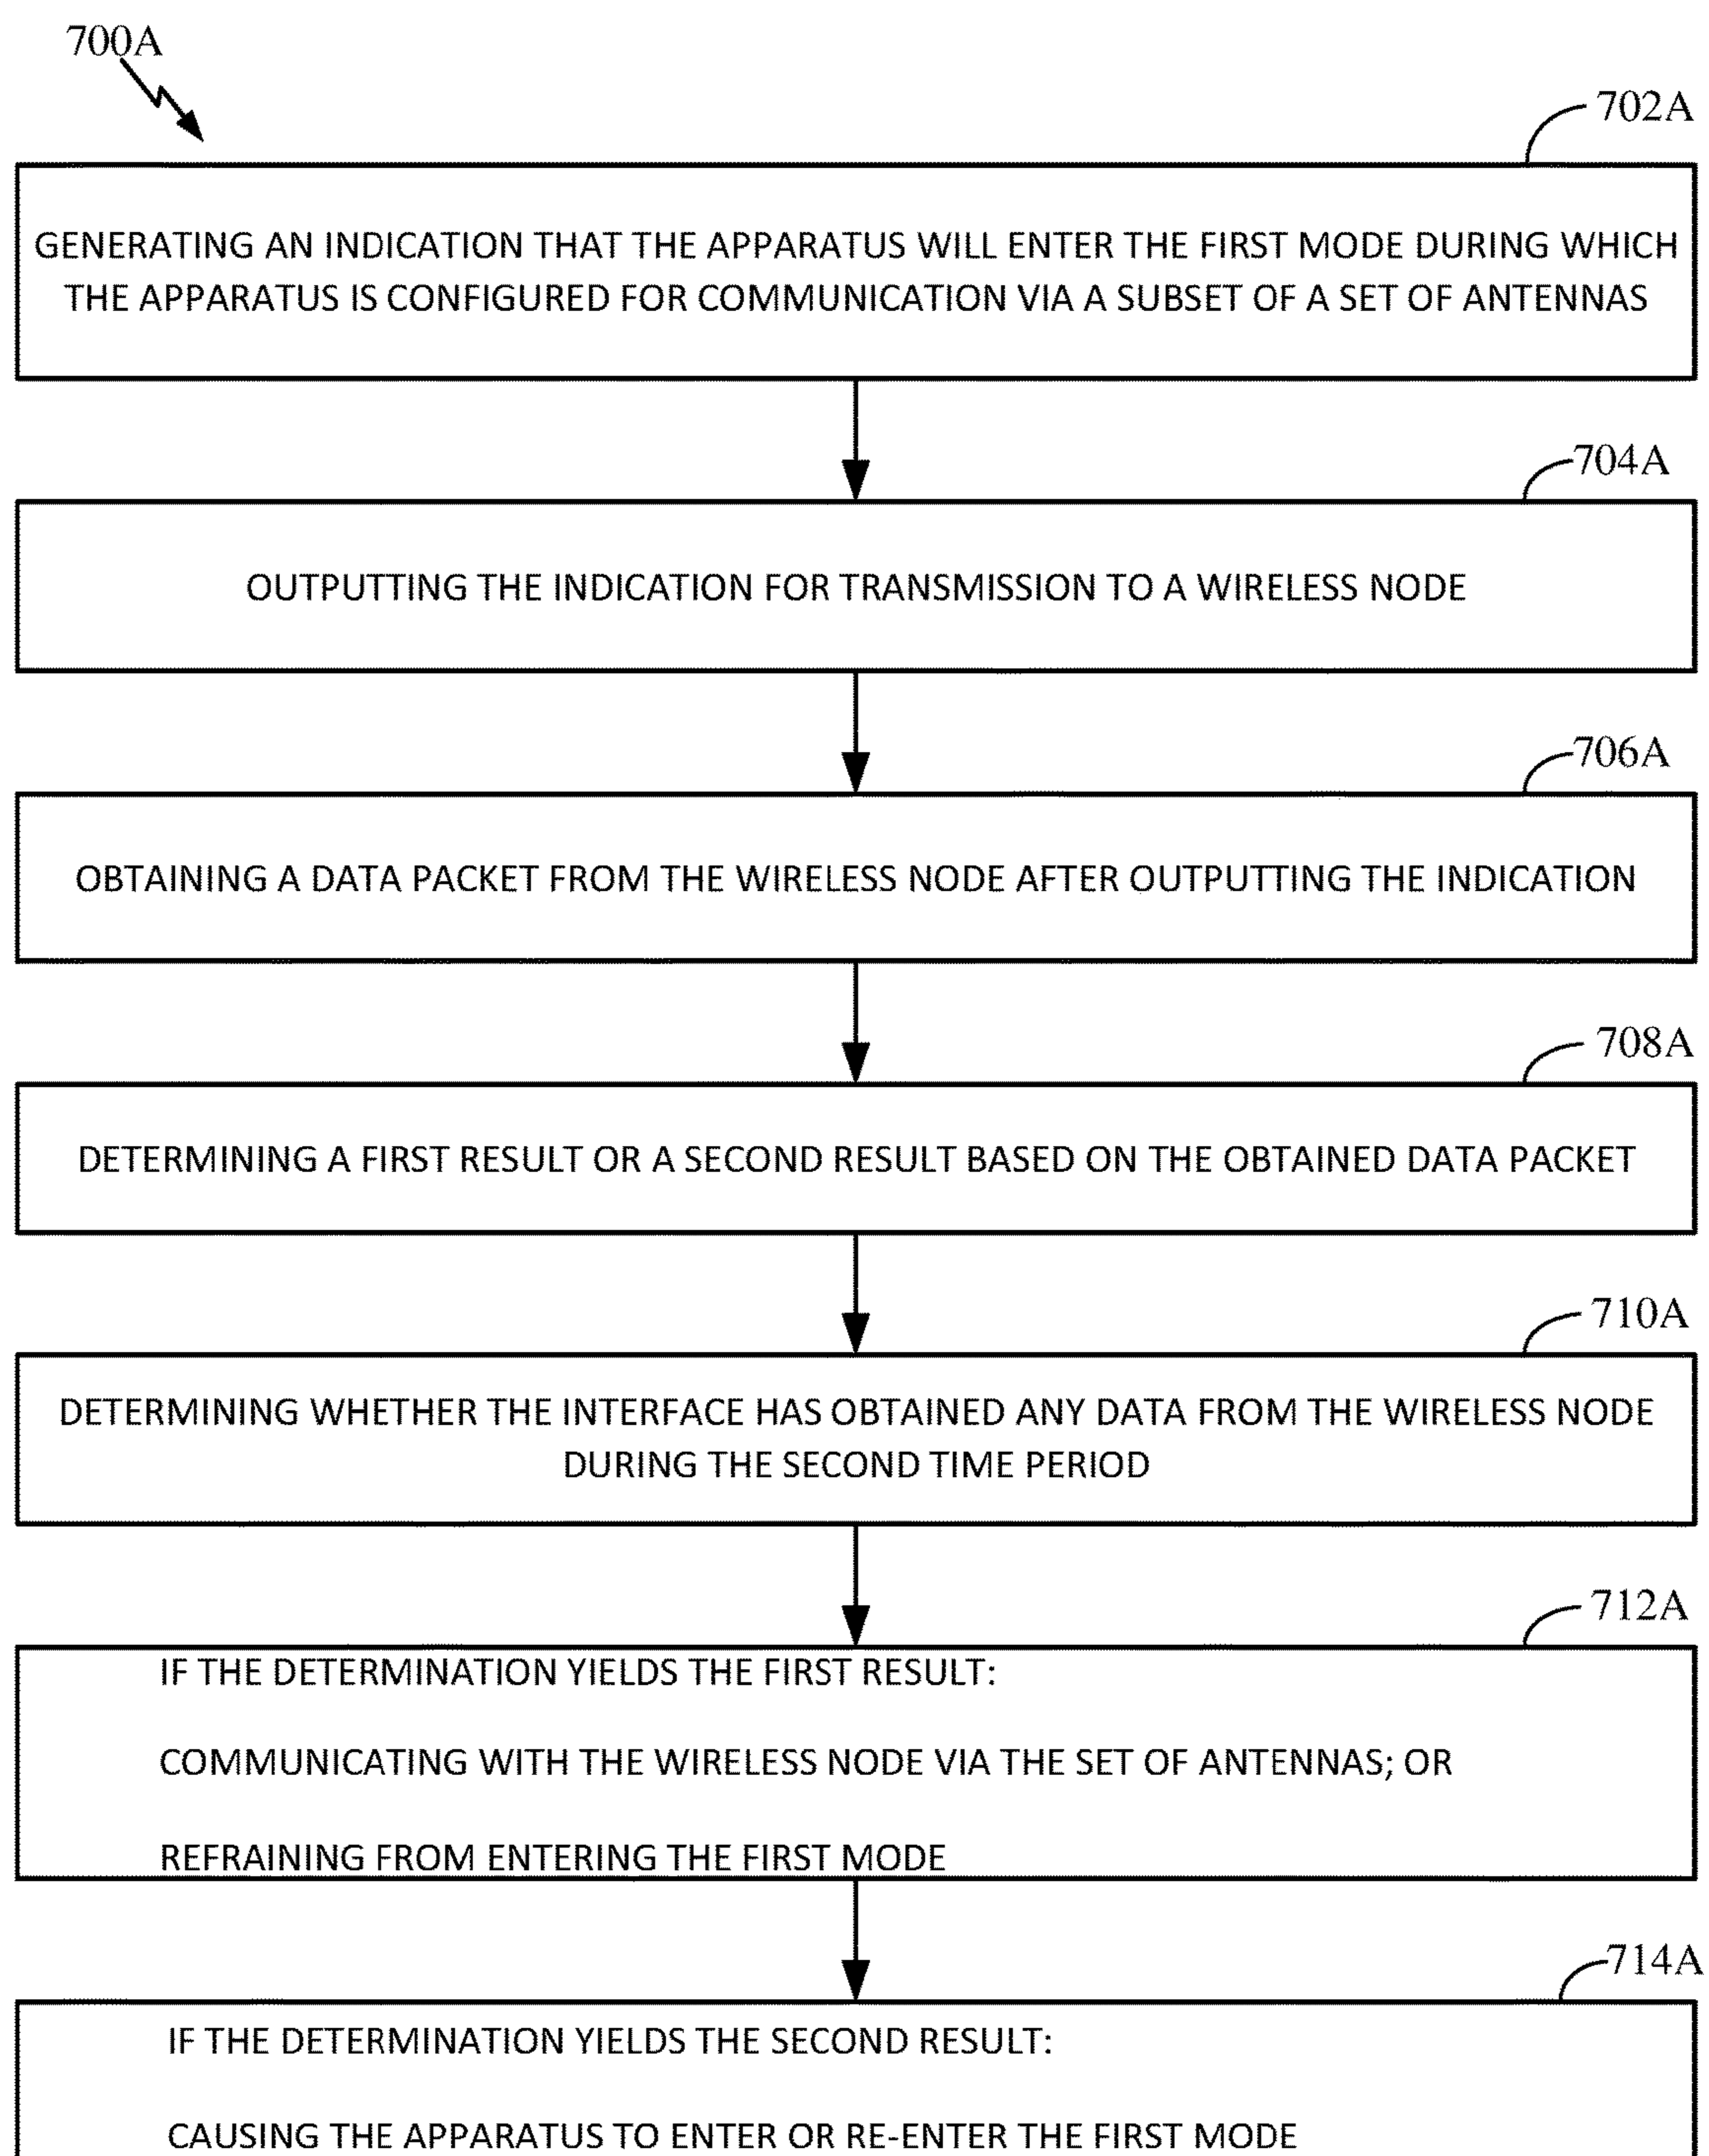 700A
702A
GENERATING AN INDICATION THAT THE APPARATUS WILL ENTER THE FIRST MODE DURING WHICH
THE APPARATUS IS CONFIGURED FOR COMMUNICATION VIA A SUBSET OF A SET OF ANTENNAS
704A
OUTPUTTING THE INDICATION FOR TRANSMISSION TO A WIRELESS NODE
706A
OBTAINING A DATA PACKET FROM THE WIRELESS NODE AFTER OUTPUTTING THE INDICATION
708A
DETERMINING A FIRST RESULT OR A SECOND RESULT BASED ON THE OBTAINED DATA PACKET
710A
DETERMINING WHETHER THE INTERFACE HAS OBTAINED ANY DATA FROM THE WIRELESS NODE
DURING THE SECOND TIME PERIOD
712A
IF THE DETERMINATION YIELDS THE FIRST RESULT:
COMMUNICATING WITH THE WIRELESS NODE VIA THE SET OF ANTENNAS; OR
REFRAINING FROM ENTERING THE FIRST MODE
714A
IF THE DETERMINATION YIELDS THE SECOND RESULT:
CAUSING THE APPARATUS TO ENTER OR RE-ENTER THE FIRST MODE